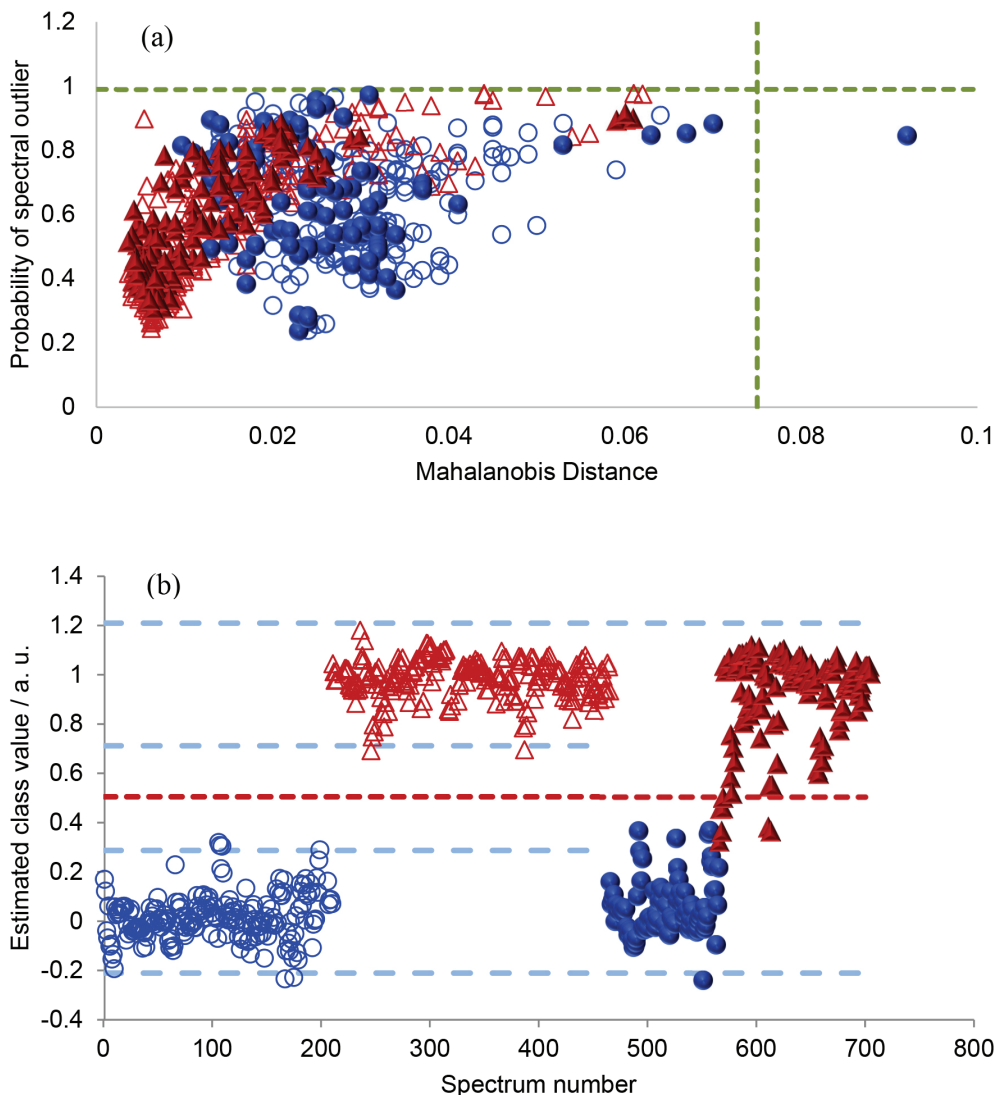 (a)
Probability of spectral outlier
1.2
1
0.8
0.6
0.4
0.2
0
0 0.02 0.04 0.06 0.08 0.1
Mahalanobis Distance
(b)
Estimated class value / a. u.
1.4
1.2
1
0.8
0.6
0.4
0.2
0
-0.2
-0.4
0 100 200 300 400 500 600 700 800
Spectrum number